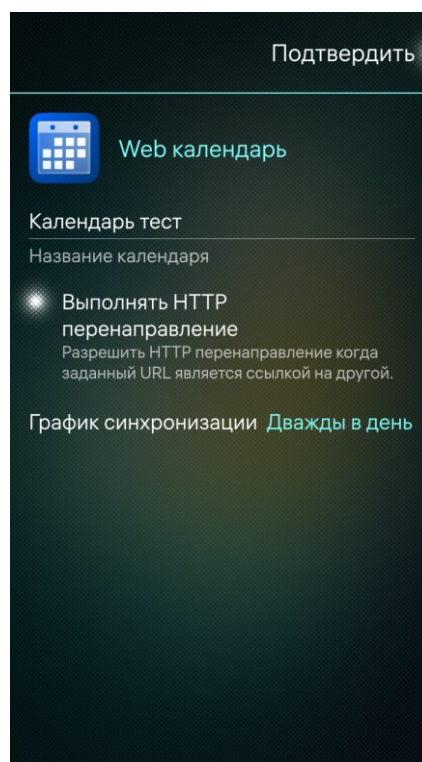 Подтвердить
Web календарь
Календарь тест
Название календаря
Выполнять HTTP
перенаправление
Разрешить HTTP перенаправление когда
заданный URL является ссылкой на другой.
График синхронизации Дважды в день